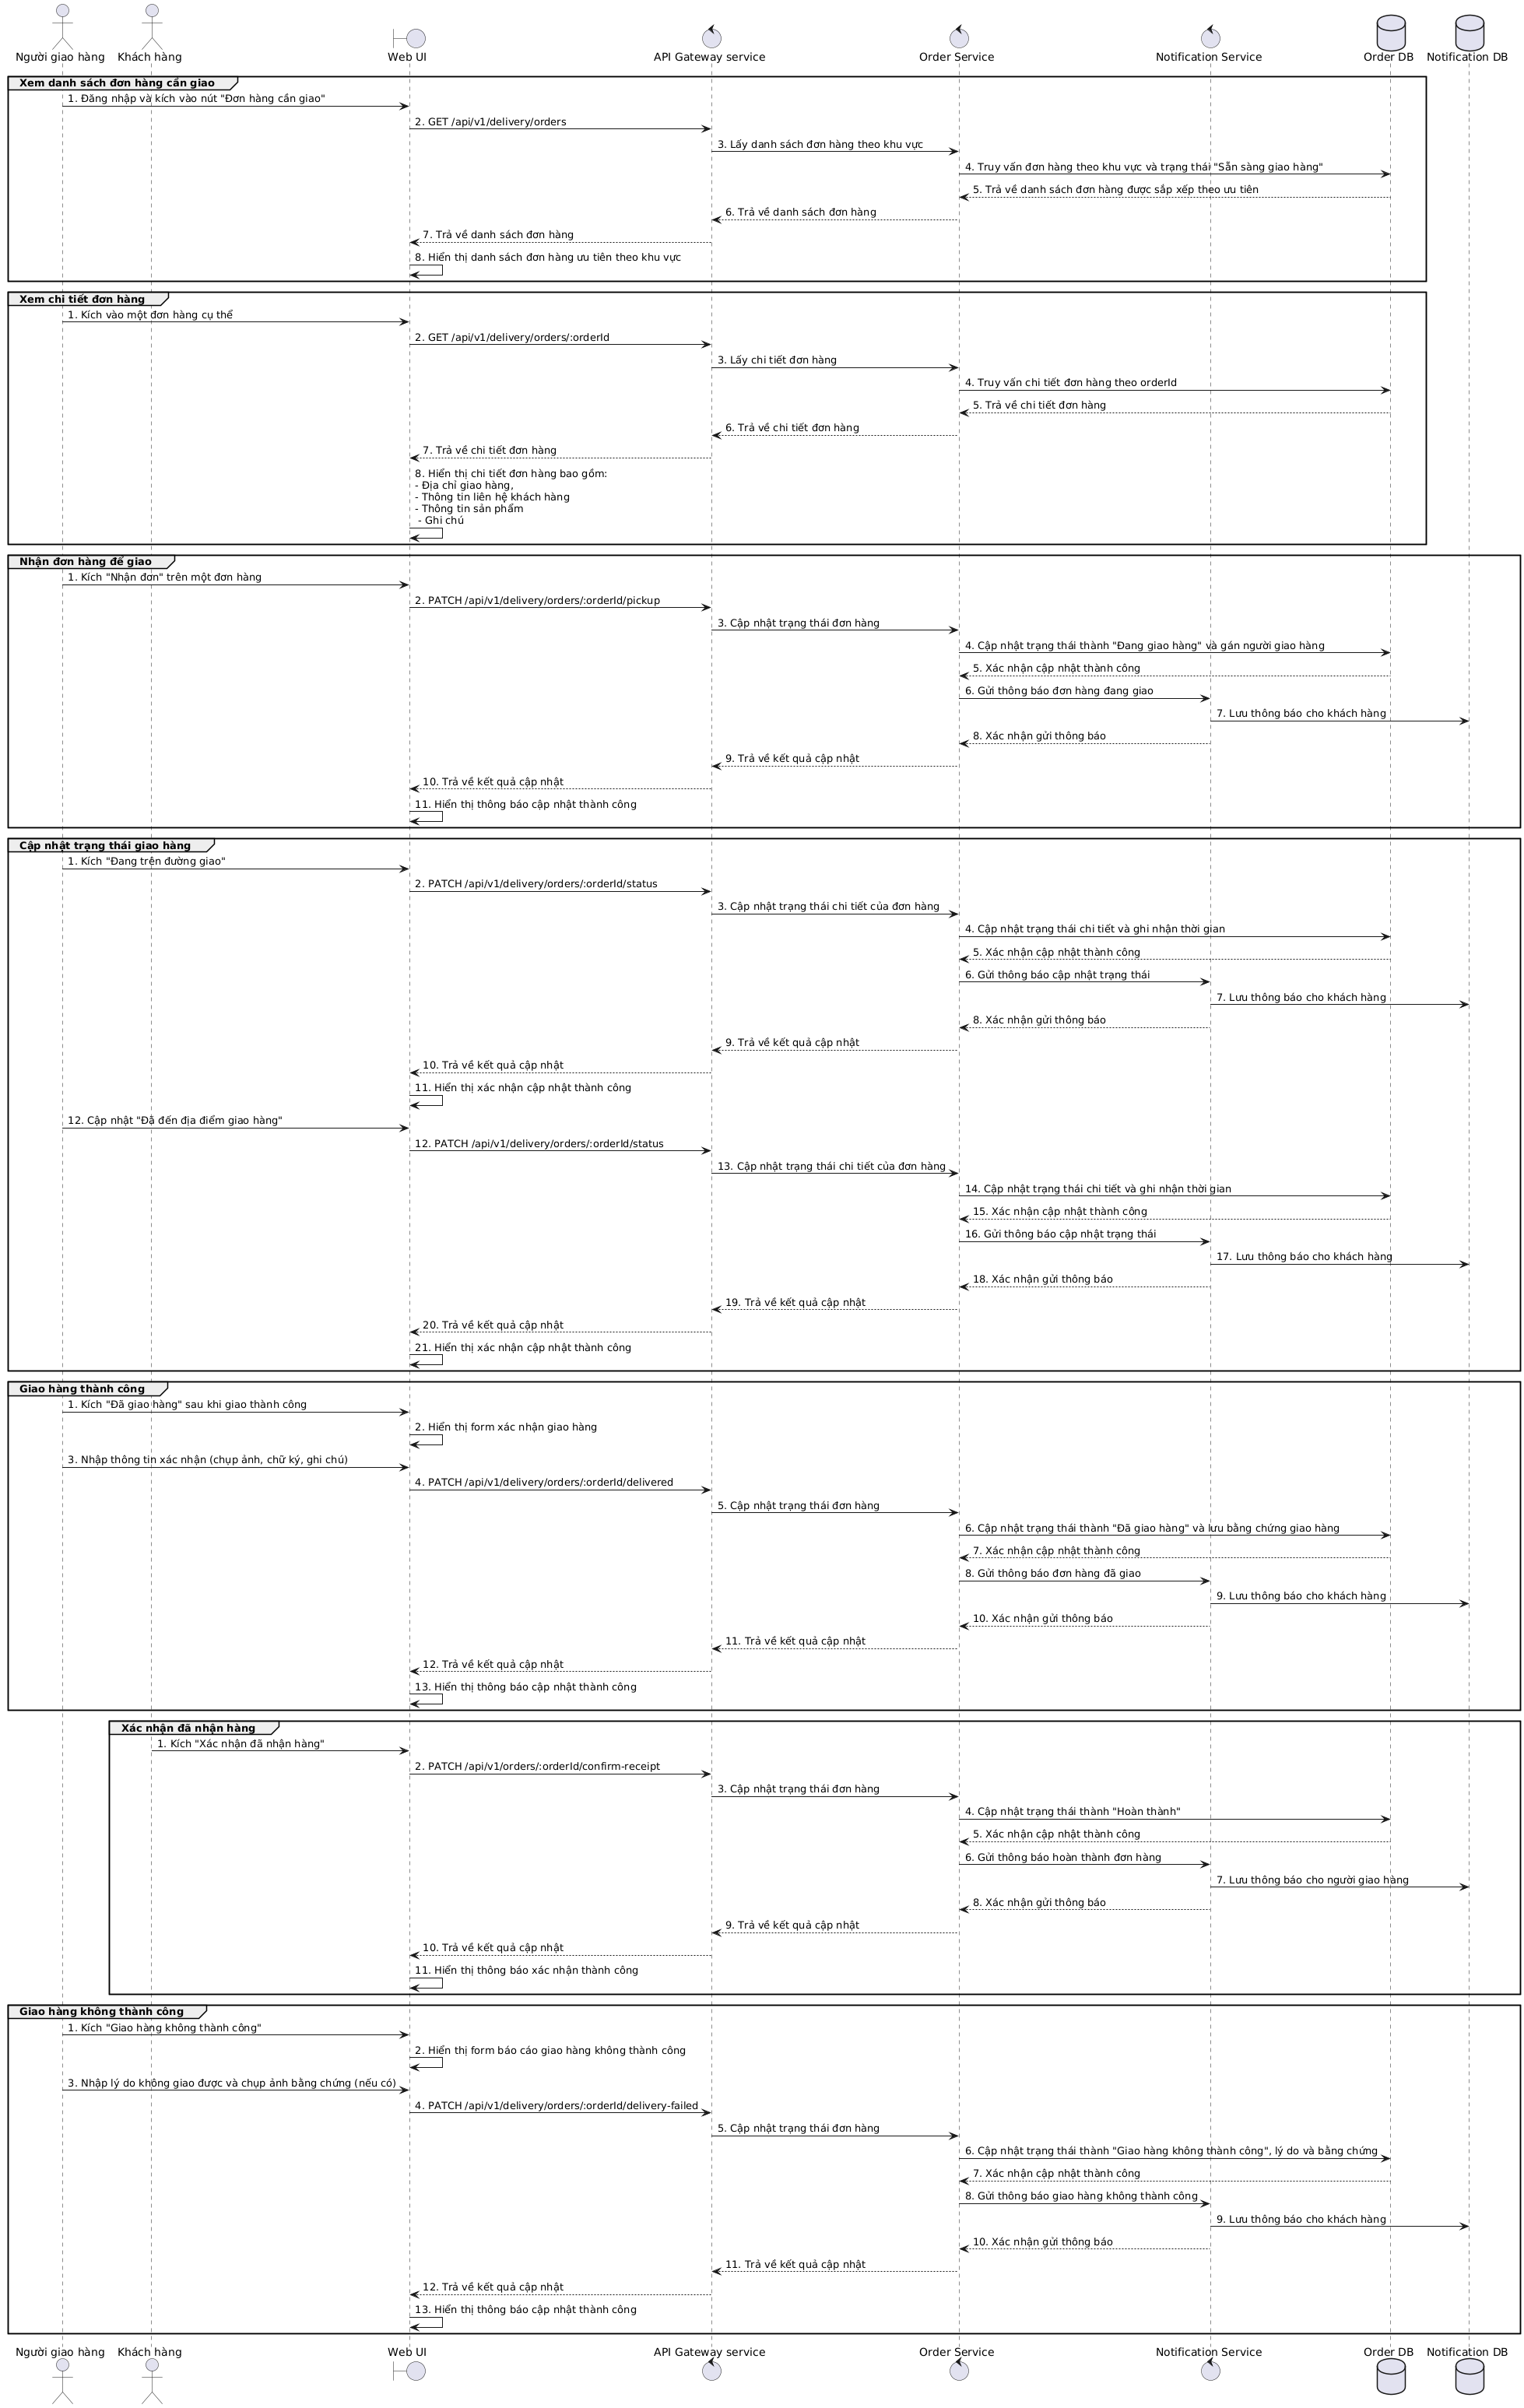 Người giao hàng
Khách hàng
Web UI
API Gateway service
Order Service
Notification Service
Order DB
Notification DB
Xem danh sách đơn hàng cần giao
1. Đăng nhập và kích vào nút "Đơn hàng cần giao"
2. GET /api/v1/delivery/orders
3. Lấy danh sách đơn hàng theo khu vực
4. Truy vấn đơn hàng theo khu vực và trạng thái "Sẵn sàng giao hàng"
5. Trả về danh sách đơn hàng được sắp xếp theo ưu tiên
6. Trả về danh sách đơn hàng
7. Trả về danh sách đơn hàng
8. Hiển thị danh sách đơn hàng ưu tiên theo khu vực
Xem chi tiết đơn hàng
1. Kích vào một đơn hàng cụ thể
2. GET /api/v1/delivery/orders/:orderId
3. Lấy chi tiết đơn hàng
4. Truy vấn chi tiết đơn hàng theo orderId
5. Trả về chi tiết đơn hàng
6. Trả về chi tiết đơn hàng
7. Trả về chi tiết đơn hàng
8. Hiển thị chi tiết đơn hàng bao gồm:
- Địa chỉ giao hàng,
- Thông tin liên hệ khách hàng
- Thông tin sản phẩm
- Ghi chú
Nhận đơn hàng để giao
1. Kích "Nhận đơn" trên một đơn hàng
2. PATCH /api/v1/delivery/orders/:orderId/pickup
3. Cập nhật trạng thái đơn hàng
4. Cập nhật trạng thái thành "Đang giao hàng" và gán người giao hàng
5. Xác nhận cập nhật thành công
6. Gửi thông báo đơn hàng đang giao
7. Lưu thông báo cho khách hàng
8. Xác nhận gửi thông báo
9. Trả về kết quả cập nhật
10. Trả về kết quả cập nhật
11. Hiển thị thông báo cập nhật thành công
Cập nhật trạng thái giao hàng
1. Kích "Đang trên đường giao"
2. PATCH /api/v1/delivery/orders/:orderId/status
3. Cập nhật trạng thái chi tiết của đơn hàng
4. Cập nhật trạng thái chi tiết và ghi nhận thời gian
5. Xác nhận cập nhật thành công
6. Gửi thông báo cập nhật trạng thái
7. Lưu thông báo cho khách hàng
8. Xác nhận gửi thông báo
9. Trả về kết quả cập nhật
10. Trả về kết quả cập nhật
11. Hiển thị xác nhận cập nhật thành công
12. Cập nhật "Đã đến địa điểm giao hàng"
12. PATCH /api/v1/delivery/orders/:orderId/status
13. Cập nhật trạng thái chi tiết của đơn hàng
14. Cập nhật trạng thái chi tiết và ghi nhận thời gian
15. Xác nhận cập nhật thành công
16. Gửi thông báo cập nhật trạng thái
17. Lưu thông báo cho khách hàng
18. Xác nhận gửi thông báo
19. Trả về kết quả cập nhật
20. Trả về kết quả cập nhật
21. Hiển thị xác nhận cập nhật thành công
Giao hàng thành công
1. Kích "Đã giao hàng" sau khi giao thành công
2. Hiển thị form xác nhận giao hàng
3. Nhập thông tin xác nhận (chụp ảnh, chữ ký, ghi chú)
4. PATCH /api/v1/delivery/orders/:orderId/delivered
5. Cập nhật trạng thái đơn hàng
6. Cập nhật trạng thái thành "Đã giao hàng" và lưu bằng chứng giao hàng
7. Xác nhận cập nhật thành công
8. Gửi thông báo đơn hàng đã giao
9. Lưu thông báo cho khách hàng
10. Xác nhận gửi thông báo
11. Trả về kết quả cập nhật
12. Trả về kết quả cập nhật
13. Hiển thị thông báo cập nhật thành công
Xác nhận đã nhận hàng
1. Kích "Xác nhận đã nhận hàng"
2. PATCH /api/v1/orders/:orderId/confirm-receipt
3. Cập nhật trạng thái đơn hàng
4. Cập nhật trạng thái thành "Hoàn thành"
5. Xác nhận cập nhật thành công
6. Gửi thông báo hoàn thành đơn hàng
7. Lưu thông báo cho người giao hàng
8. Xác nhận gửi thông báo
9. Trả về kết quả cập nhật
10. Trả về kết quả cập nhật
11. Hiển thị thông báo xác nhận thành công
Giao hàng không thành công
1. Kích "Giao hàng không thành công"
2. Hiển thị form báo cáo giao hàng không thành công
3. Nhập lý do không giao được và chụp ảnh bằng chứng (nếu có)
4. PATCH /api/v1/delivery/orders/:orderId/delivery-failed
5. Cập nhật trạng thái đơn hàng
6. Cập nhật trạng thái thành "Giao hàng không thành công", lý do và bằng chứng
7. Xác nhận cập nhật thành công
8. Gửi thông báo giao hàng không thành công
9. Lưu thông báo cho khách hàng
10. Xác nhận gửi thông báo
11. Trả về kết quả cập nhật
12. Trả về kết quả cập nhật
13. Hiển thị thông báo cập nhật thành công
Người giao hàng
Khách hàng
Web UI
API Gateway service
Order Service
Notification Service
Order DB
Notification DB